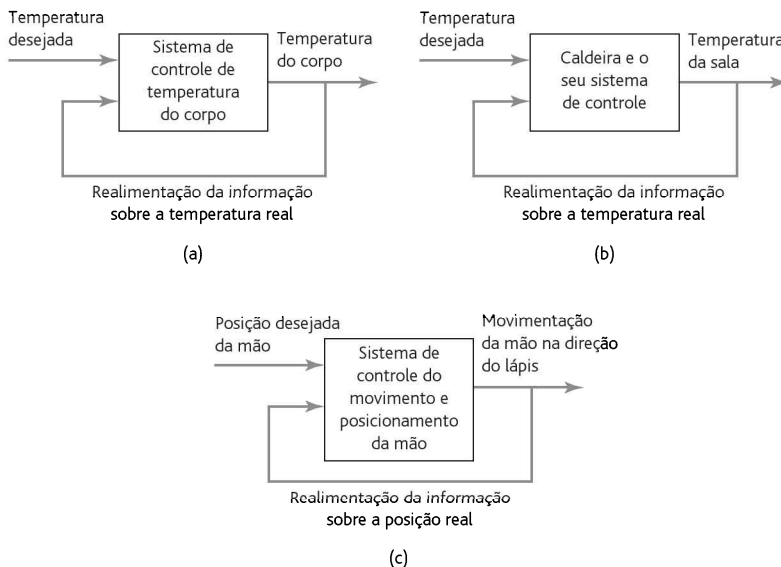 Temperatura
desejada
Sistema de
controle de
temperatura
do corpo
Temperatura
do corpo
Realimentação da informação
sobre a temperatura real
(a)
Temperatura
desejada
Caldeira e o
seu sistema
de controle
Temperatura
da sala
Realimentação da informação
sobre a temperatura real
(b)
Posição desejada
da mão
Sistema de
controle do
movimento e
posicionamento
da mão
Movimentação
da mão na direção
do lápis
Realimentação da informação
sobre a posição real
(c)